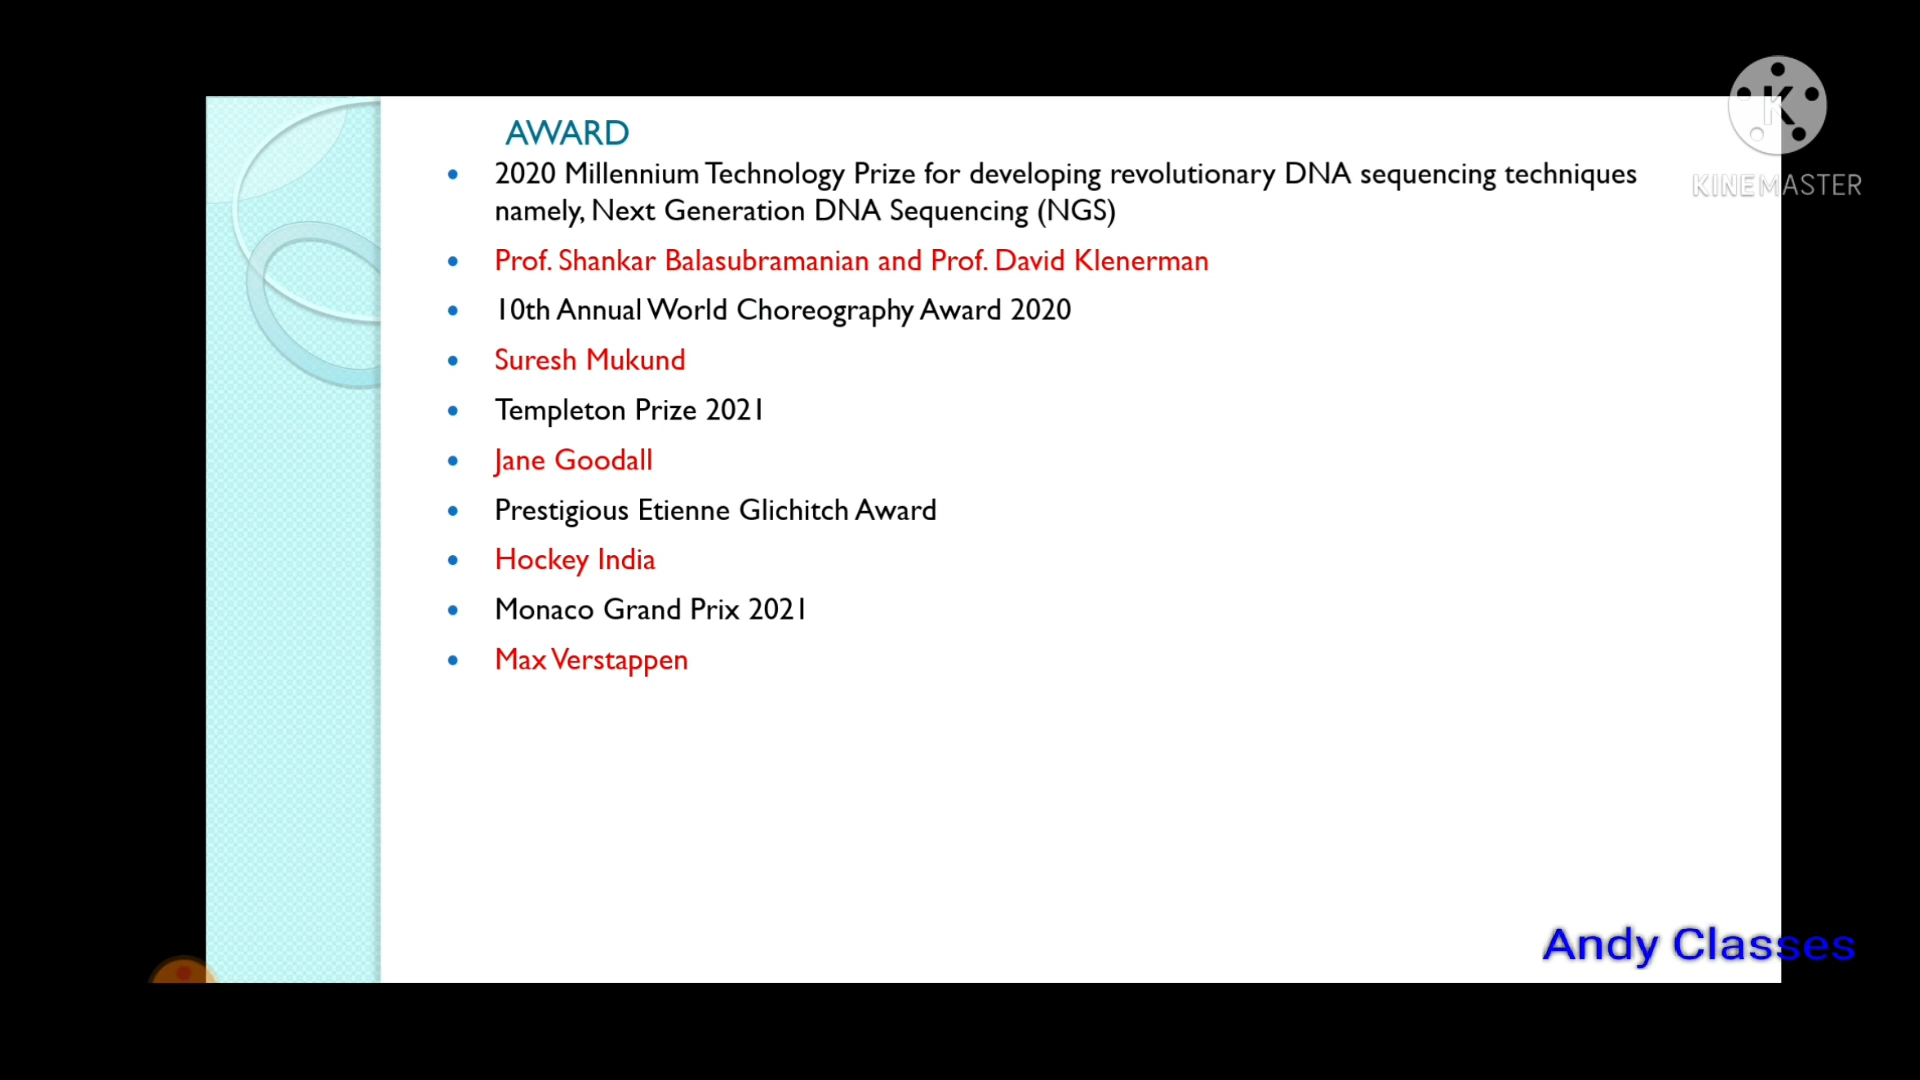 AWARD
• 2020 Millennium Technology Prize for developing revolutionary DNA sequencing techniques
namely, Next Generation DNA Sequencing (NGS)
• Prof. Shankar Balasubramanian and Prof. David Klenerman
• 10th Annual World Choreography Award 2020
• Suresh Mukund
• Templeton Prize 2021
• Jane Goodall
• Prestigious Etienne Glichitch Award
• Hockey India
• Monaco Grand Prix 2021
• Max Verstappen
K
KINEMASTER
Andy Classes